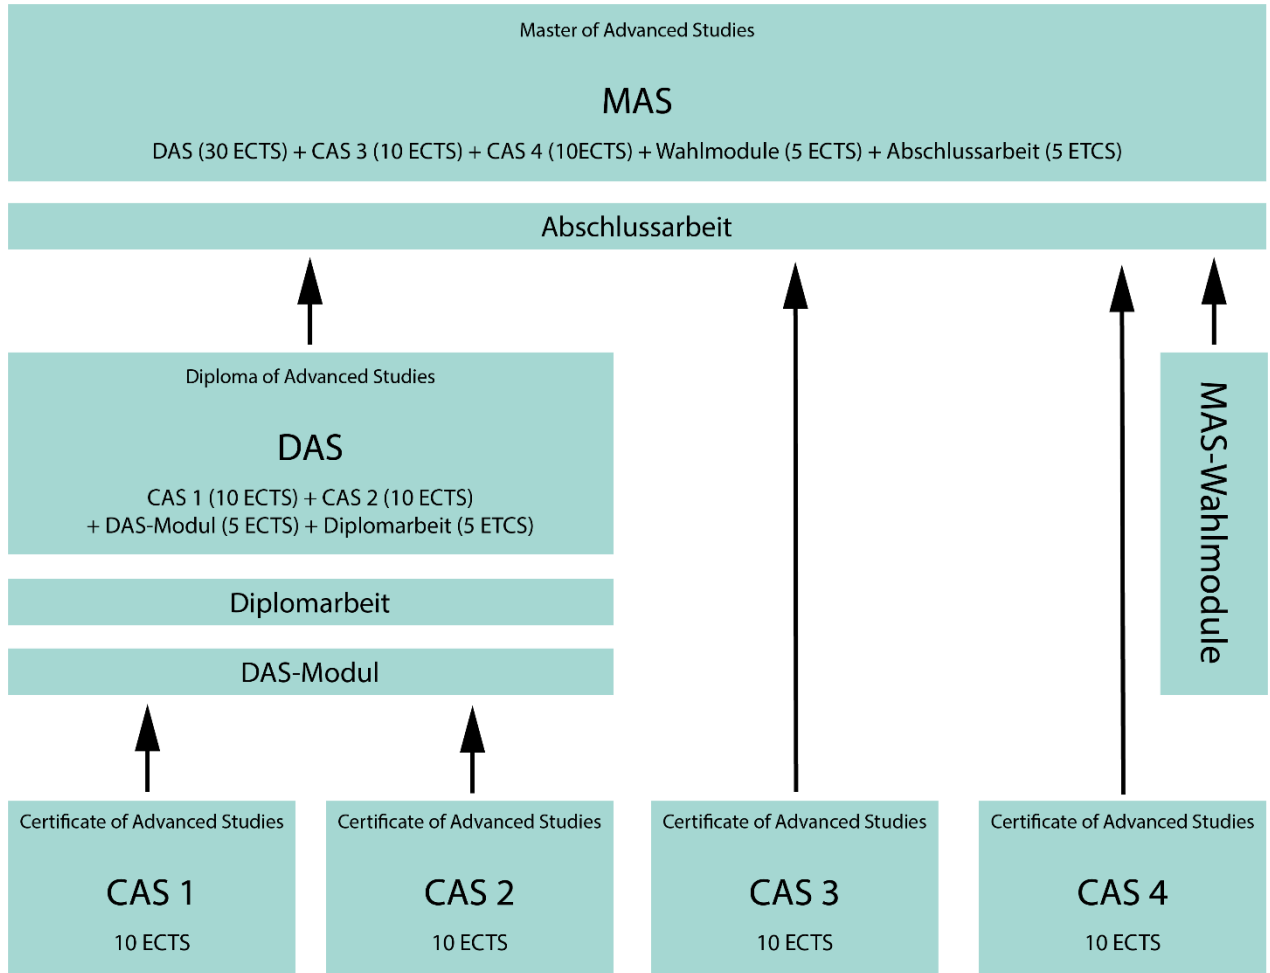 Master of Advanced Studies
MAS
DAS (30 ECTS) + CAS 3 (10 ECTS) + CAS 4 (10ECTS) + Wahlmodule (5 ECTS) + Abschlussarbeit (5 ETCS)
Abschlussarbeit
Diploma of Advanced Studies
DAS
CAS 1 (10 ECTS) + CAS 2 (10 ECTS)
+ DAS-Modul (5 ECTS) + Diplomarbeit (5 ETCS)
MAS-Wahlmodule
Diplomarbeit
DAS-Modul
Certificate of Advanced Studies
CAS 1
10 ECTS
Certificate of Advanced Studies
CAS 2
10 ECTS
Certificate of Advanced Studies
CAS 3
10 ECTS
Certificate of Advanced Studies
CAS 4
10 ECTS